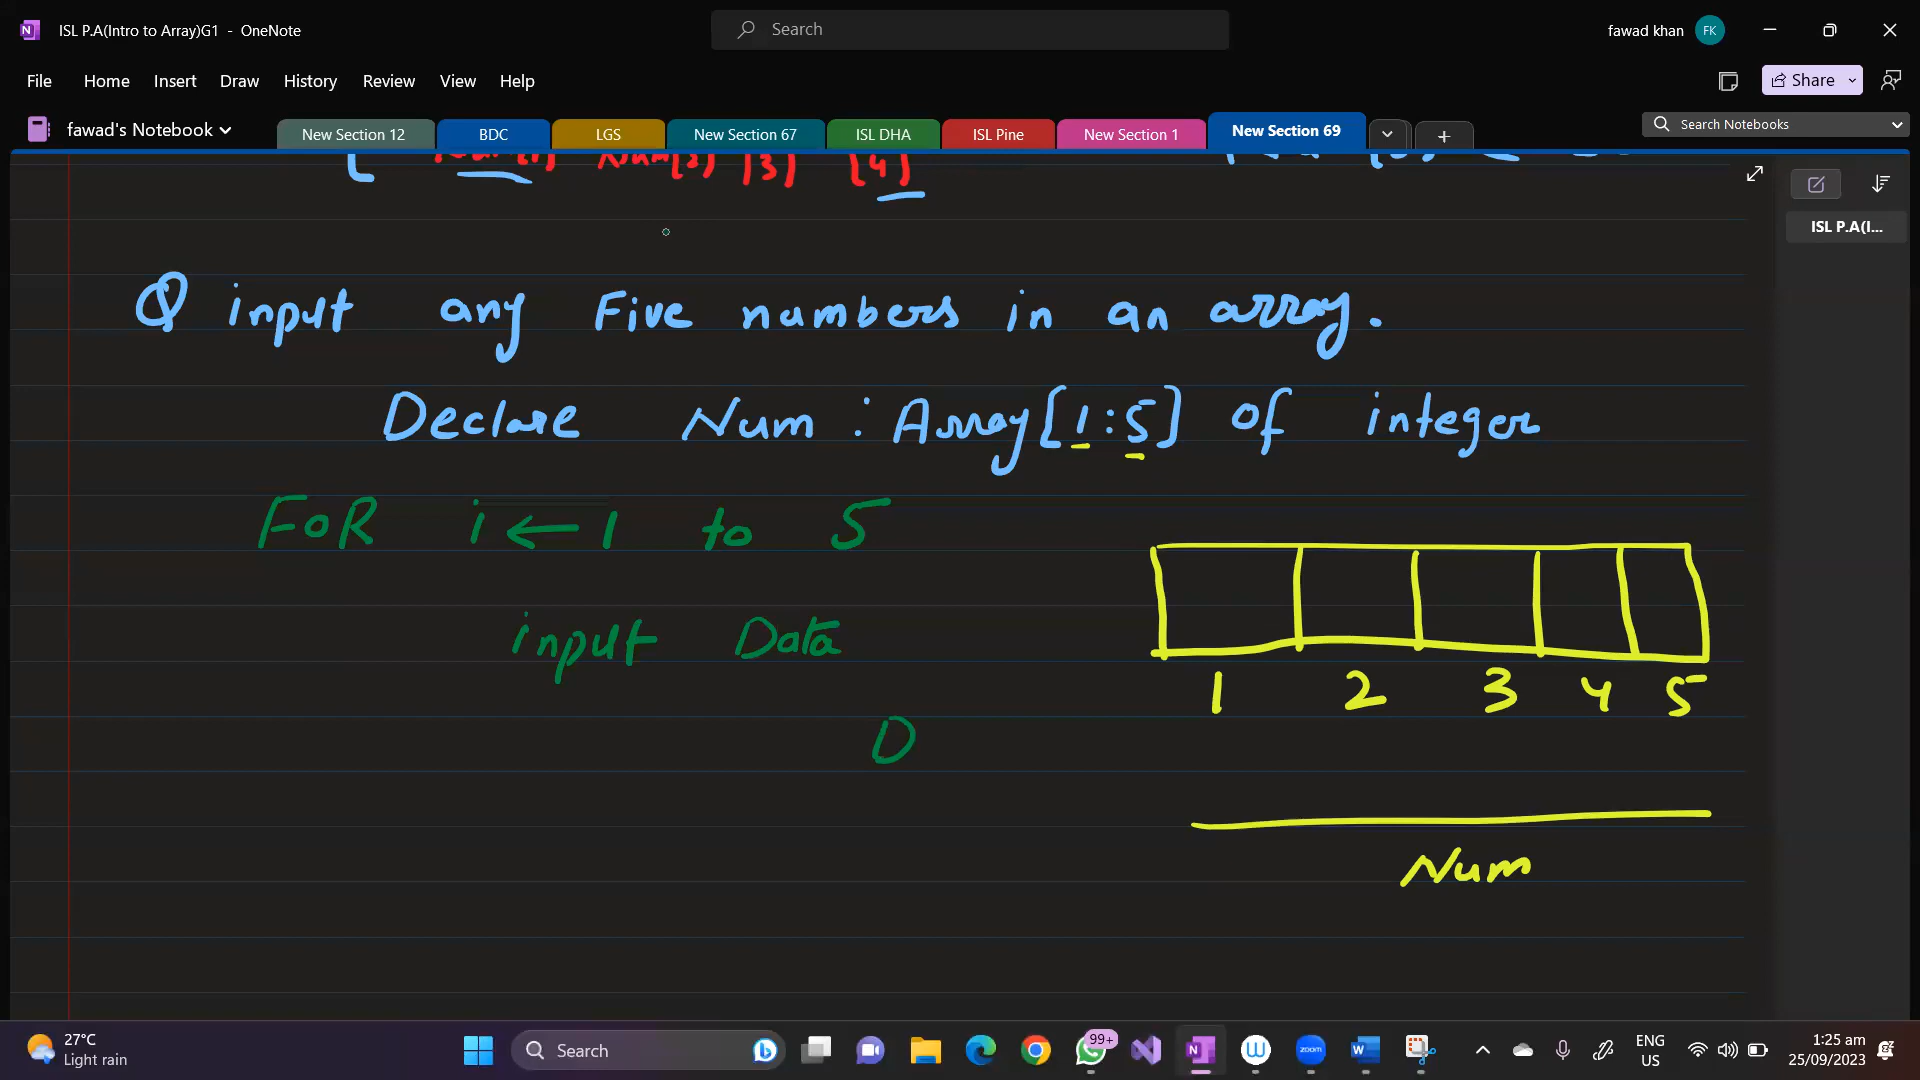 ISL P.A(Intro to Array)G1 - OneNote
Search
fawad khan
FK
File Home Insert Draw History Review View Help
Share
fawad's Notebook
New Section 12
BDC
LGS
New Section 67
ISL DHA
ISL Pine
New Section 1
New Section 69
Search Notebooks
ISL P.A(I...
[3] [4]
Q input any Five numbers in an array.
Declare Num : Array[1:5] of integer
FOR i ← 1 to 5
input Data
D
1 2 3 4 5
Num
27°C
Light rain
Search
99+
zoom
ENG
US
1:25 am
25/09/2023